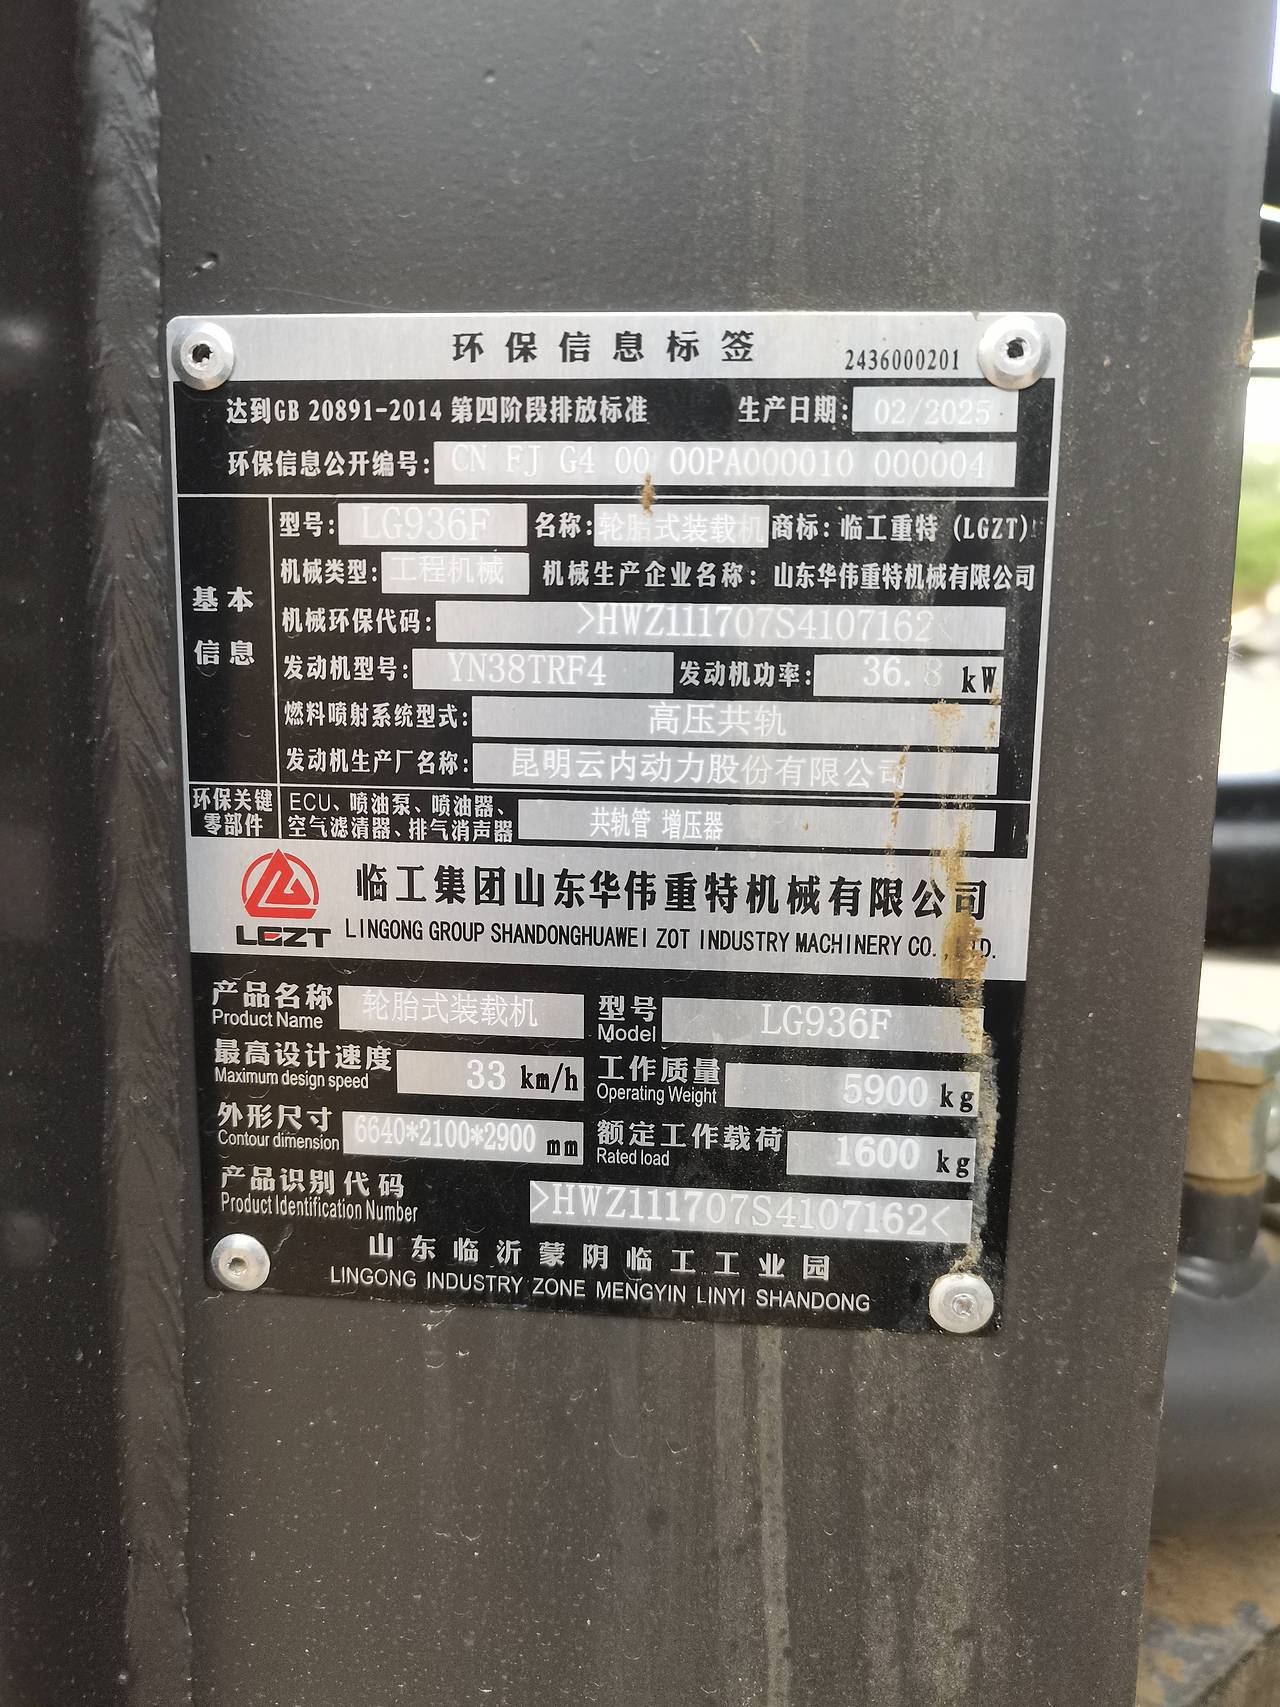 环保信息标签 2436000201
达到GB 20891-2014 第四阶段排放标准 生产日期: 02/2025
环保信息公开编号: CN FJ G4 00 00PA000010 000004
基本信息
型号: LG936F 名称: 轮胎式装载机 商标: 临工重特 (LGZT)
机械类型: 工程机械 机械生产企业名称: 山东华伟重特机械有限公司
机械环保代码: >HWZ111707S4107162<
发动机型号: YN38TRF4 发动机功率: 36.8 kW
燃料喷射系统型式: 高压共轨
发动机生产厂名称: 昆明云内动力股份有限公司
环保关键零部件
ECU、喷油泵、喷油器、
空气滤清器、排气消声器
共轨管 增压器
临工集团山东华伟重特机械有限公司
LGZT LINGONG GROUP SHANDONGHUAWEI ZOT INDUSTRY MACHINERY CO.,LTD.
产品名称 轮胎式装载机 型号 LG936F
Product Name Model
最高设计速度 33 km/h 工作质量 5900 kg
Maximum design speed Operating Weight
外形尺寸 6640*2100*2900 mm 额定工作载荷 1600 kg
Contour dimension Rated load
产品识别代码 >HWZ111707S4107162<
Product Identification Number
山东临沂蒙阴临工工业园
LINGONG INDUSTRY ZONE MENGYIN LINYI SHANDONG